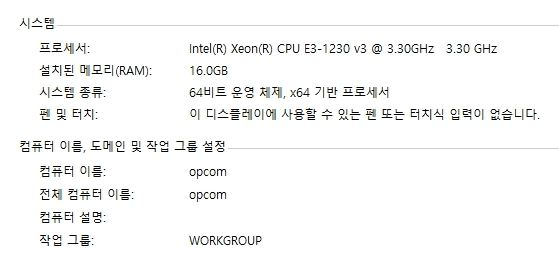 시스템
프로세서: Intel(R) Xeon(R) CPU E3-1230 v3 @ 3.30GHz 3.30 GHz
설치된 메모리(RAM): 16.0GB
시스템 종류: 64비트 운영 체제, x64 기반 프로세서
펜 및 터치: 이 디스플레이에 사용할 수 있는 펜 또는 터치식 입력이 없습니다.
컴퓨터 이름, 도메인 및 작업 그룹 설정
컴퓨터 이름: opcom
전체 컴퓨터 이름: opcom
컴퓨터 설명:
작업 그룹: WORKGROUP